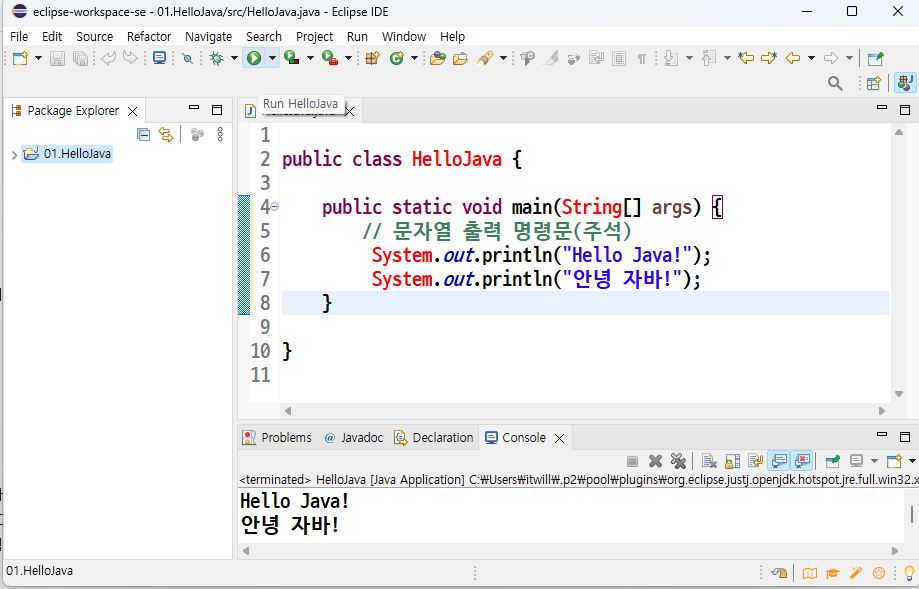 eclipse-workspace-se - 01.HelloJava/src/HelloJava.java - Eclipse IDE
File Edit Source Refactor Navigate Search Project Run Window Help
Package Explorer
Run HelloJava
01.HelloJava
1
2 public class HelloJava {
3
4 public static void main(String[] args) {
5 // 문자열 출력 명령문(주석)
6 System.out.println("Hello Java!");
7 System.out.println("안녕 자바!");
8 }
9
10 }
11
Problems @ Javadoc Declaration Console
<terminated> HelloJava [Java Application] C:₩Users₩itwill₩.p2₩pool₩plugins₩org.eclipse.justj.openjdk.hotspot.jre.full.win32.x
Hello Java!
안녕 자바!
01.HelloJava